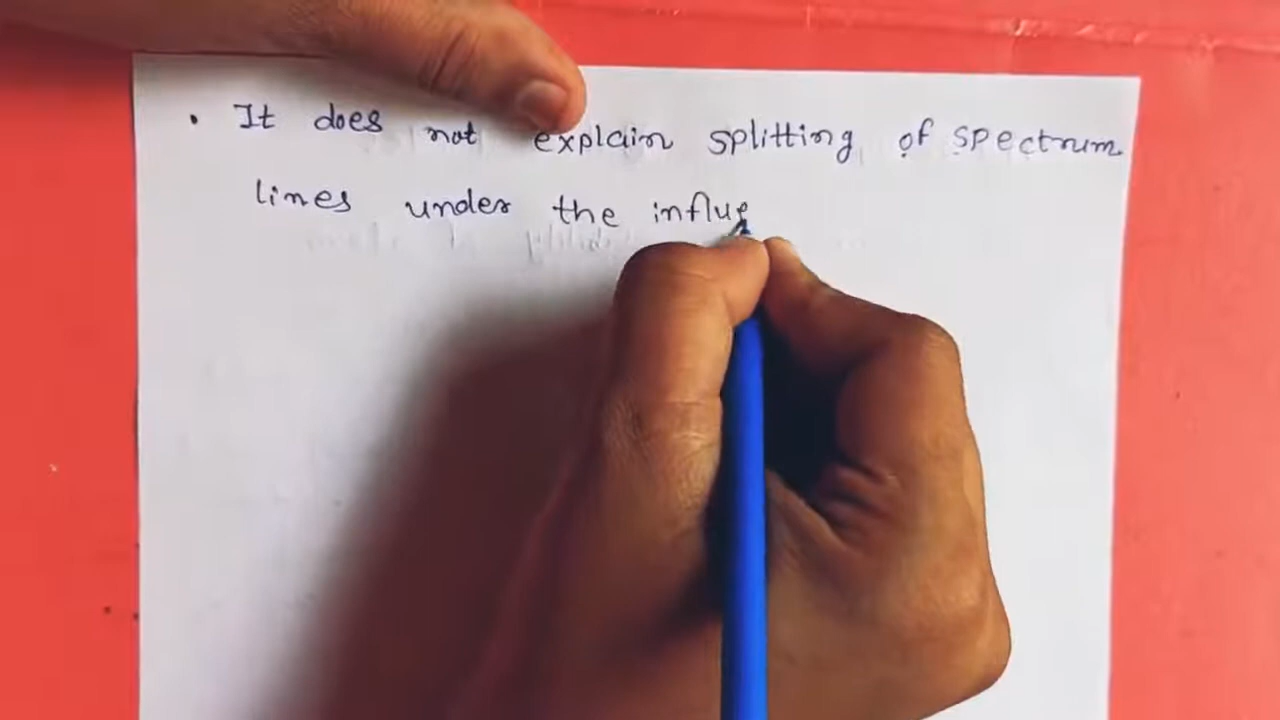 • It does not explain splitting of spectrum
lines under the influe